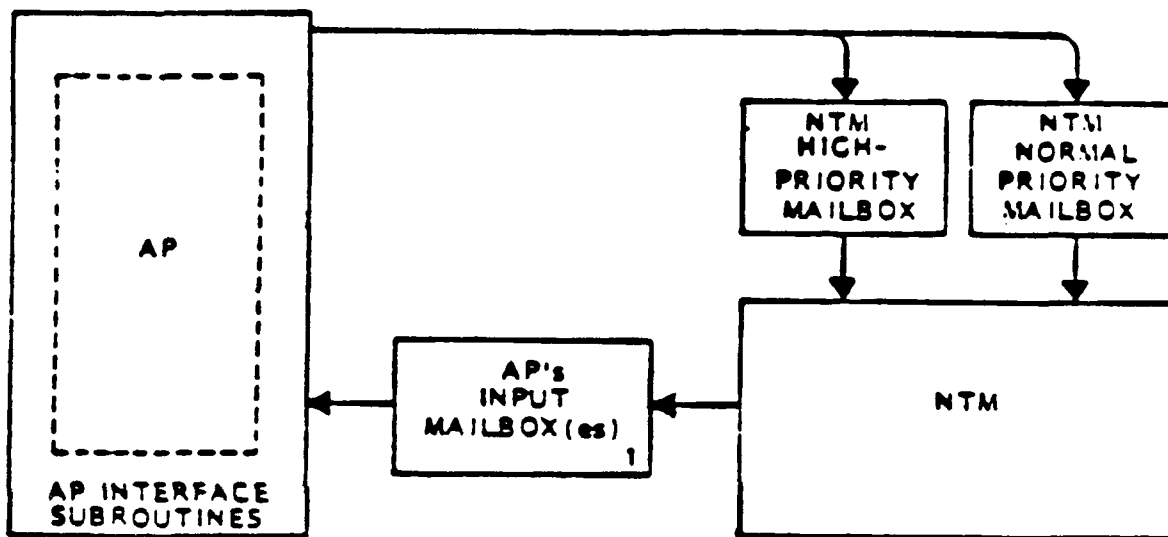 AP
AP INTERFACE
SUBROUTINES
NTM
HIGH-
PRIORITY
MAILBOX
NTM
NORMAL
PRIORITY
MAILBOX
AP's
INPUT
MAILBOX(es)
1
NTM